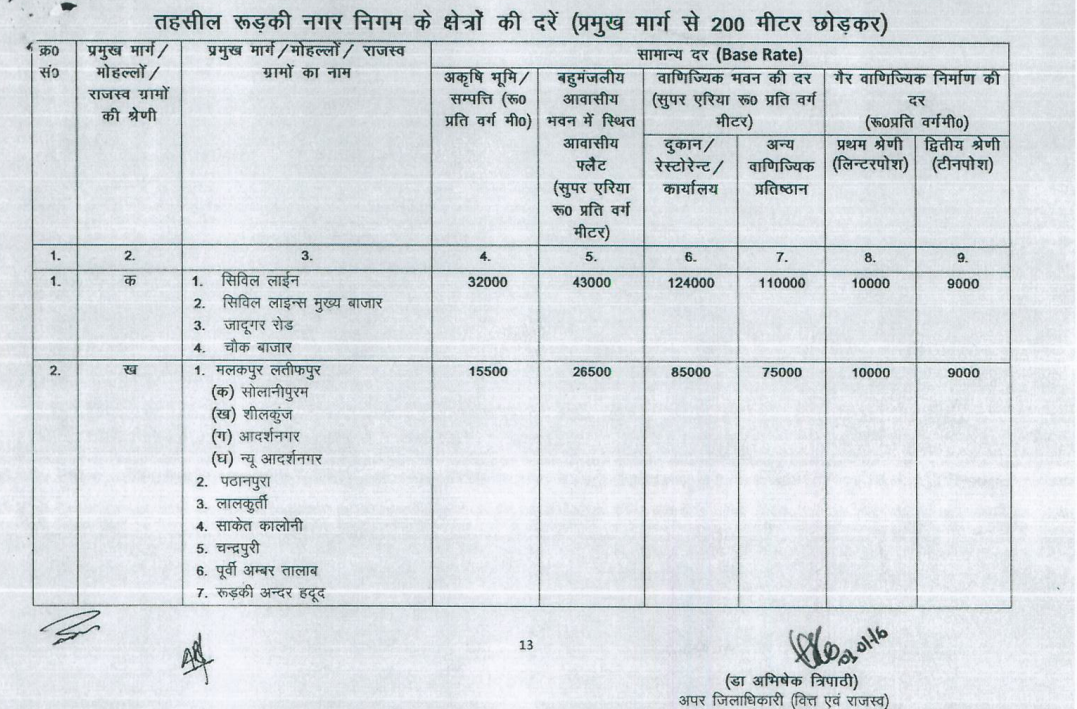 तहसील रूड़की नगर निगम के क्षेत्रों की दरें (प्रमुख मार्ग से 200 मीटर छोड़कर)
क्र0 सं0
प्रमुख मार्ग/ मोहल्लों/ राजस्व ग्रामों की श्रेणी
प्रमुख मार्ग/मोहल्लों/ राजस्व ग्रामों का नाम
सामान्य दर (Base Rate)
अकृषि भूमि/ सम्पत्ति (रू0 प्रति वर्ग मी0)
बहुमंजलीय आवासीय भवन में स्थित आवासीय फ्लैट (सुपर एरिया रू0 प्रति वर्ग मीटर)
वाणिज्यिक भवन की दर (सुपर एरिया रू0 प्रति वर्ग मीटर)
गैर वाणिज्यिक निर्माण की दर (रू0प्रति वर्गमी0)
दुकान/ रेस्टोरेन्ट/ कार्यालय
अन्य वाणिज्यिक प्रतिष्ठान
प्रथम श्रेणी (लिन्टरपोश)
द्वितीय श्रेणी (टीनपोश)
1. 2. 3. 4. 5. 6. 7. 8. 9.
1. क 1. सिविल लाईन 32000 43000 124000 110000 10000 9000
2. सिविल लाइन्स मुख्य बाजार
3. जादूगर रोड
4. चौक बाजार
2. ख 1. मलकपुर लतीफपुर 15500 26500 85000 75000 10000 9000
(क) सोलानीपुरम
(ख) शीलकुंज
(ग) आदर्शनगर
(घ) न्यू आदर्शनगर
2. पठानपुरा
3. लालकुर्ती
4. साकेत कालोनी
5. चन्द्रपुरी
6. पूर्वी अम्बर तालाब
7. रूड़की अन्दर हदूद
13
(डा अभिषेक त्रिपाठी)
अपर जिलाधिकारी (वित्त एवं राजस्व)